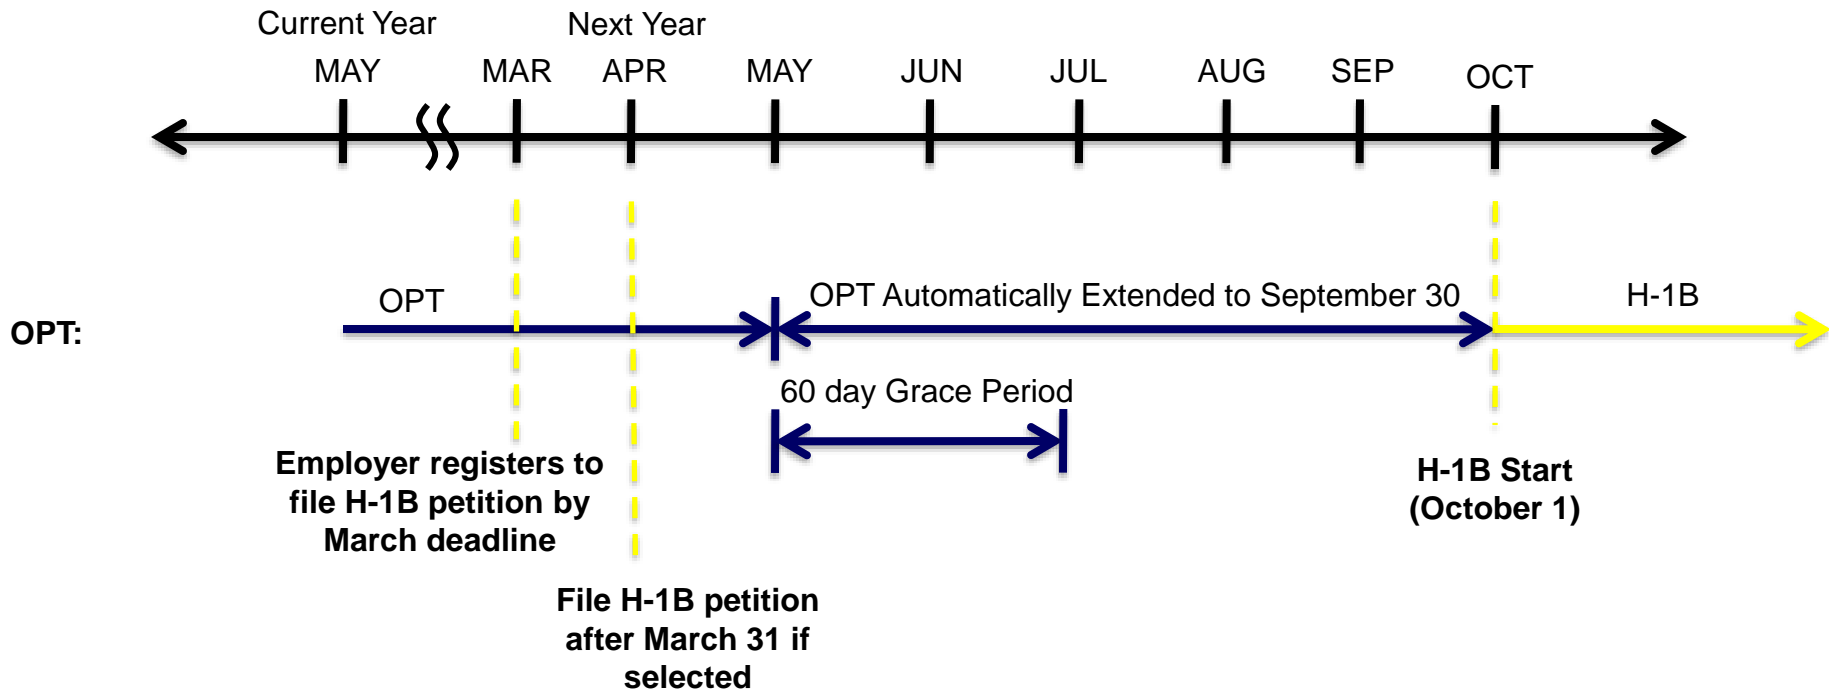 Current Year
Next Year
MAY
MAR
APR
MAY
JUN
JUL
AUG
SEP
OCT
OPT
OPT Automatically Extended to September 30
H-1B
OPT:
60 day Grace Period
Employer registers to
file H-1B petition by
March deadline
H-1B Start
(October 1)
File H-1B petition
after March 31 if
selected